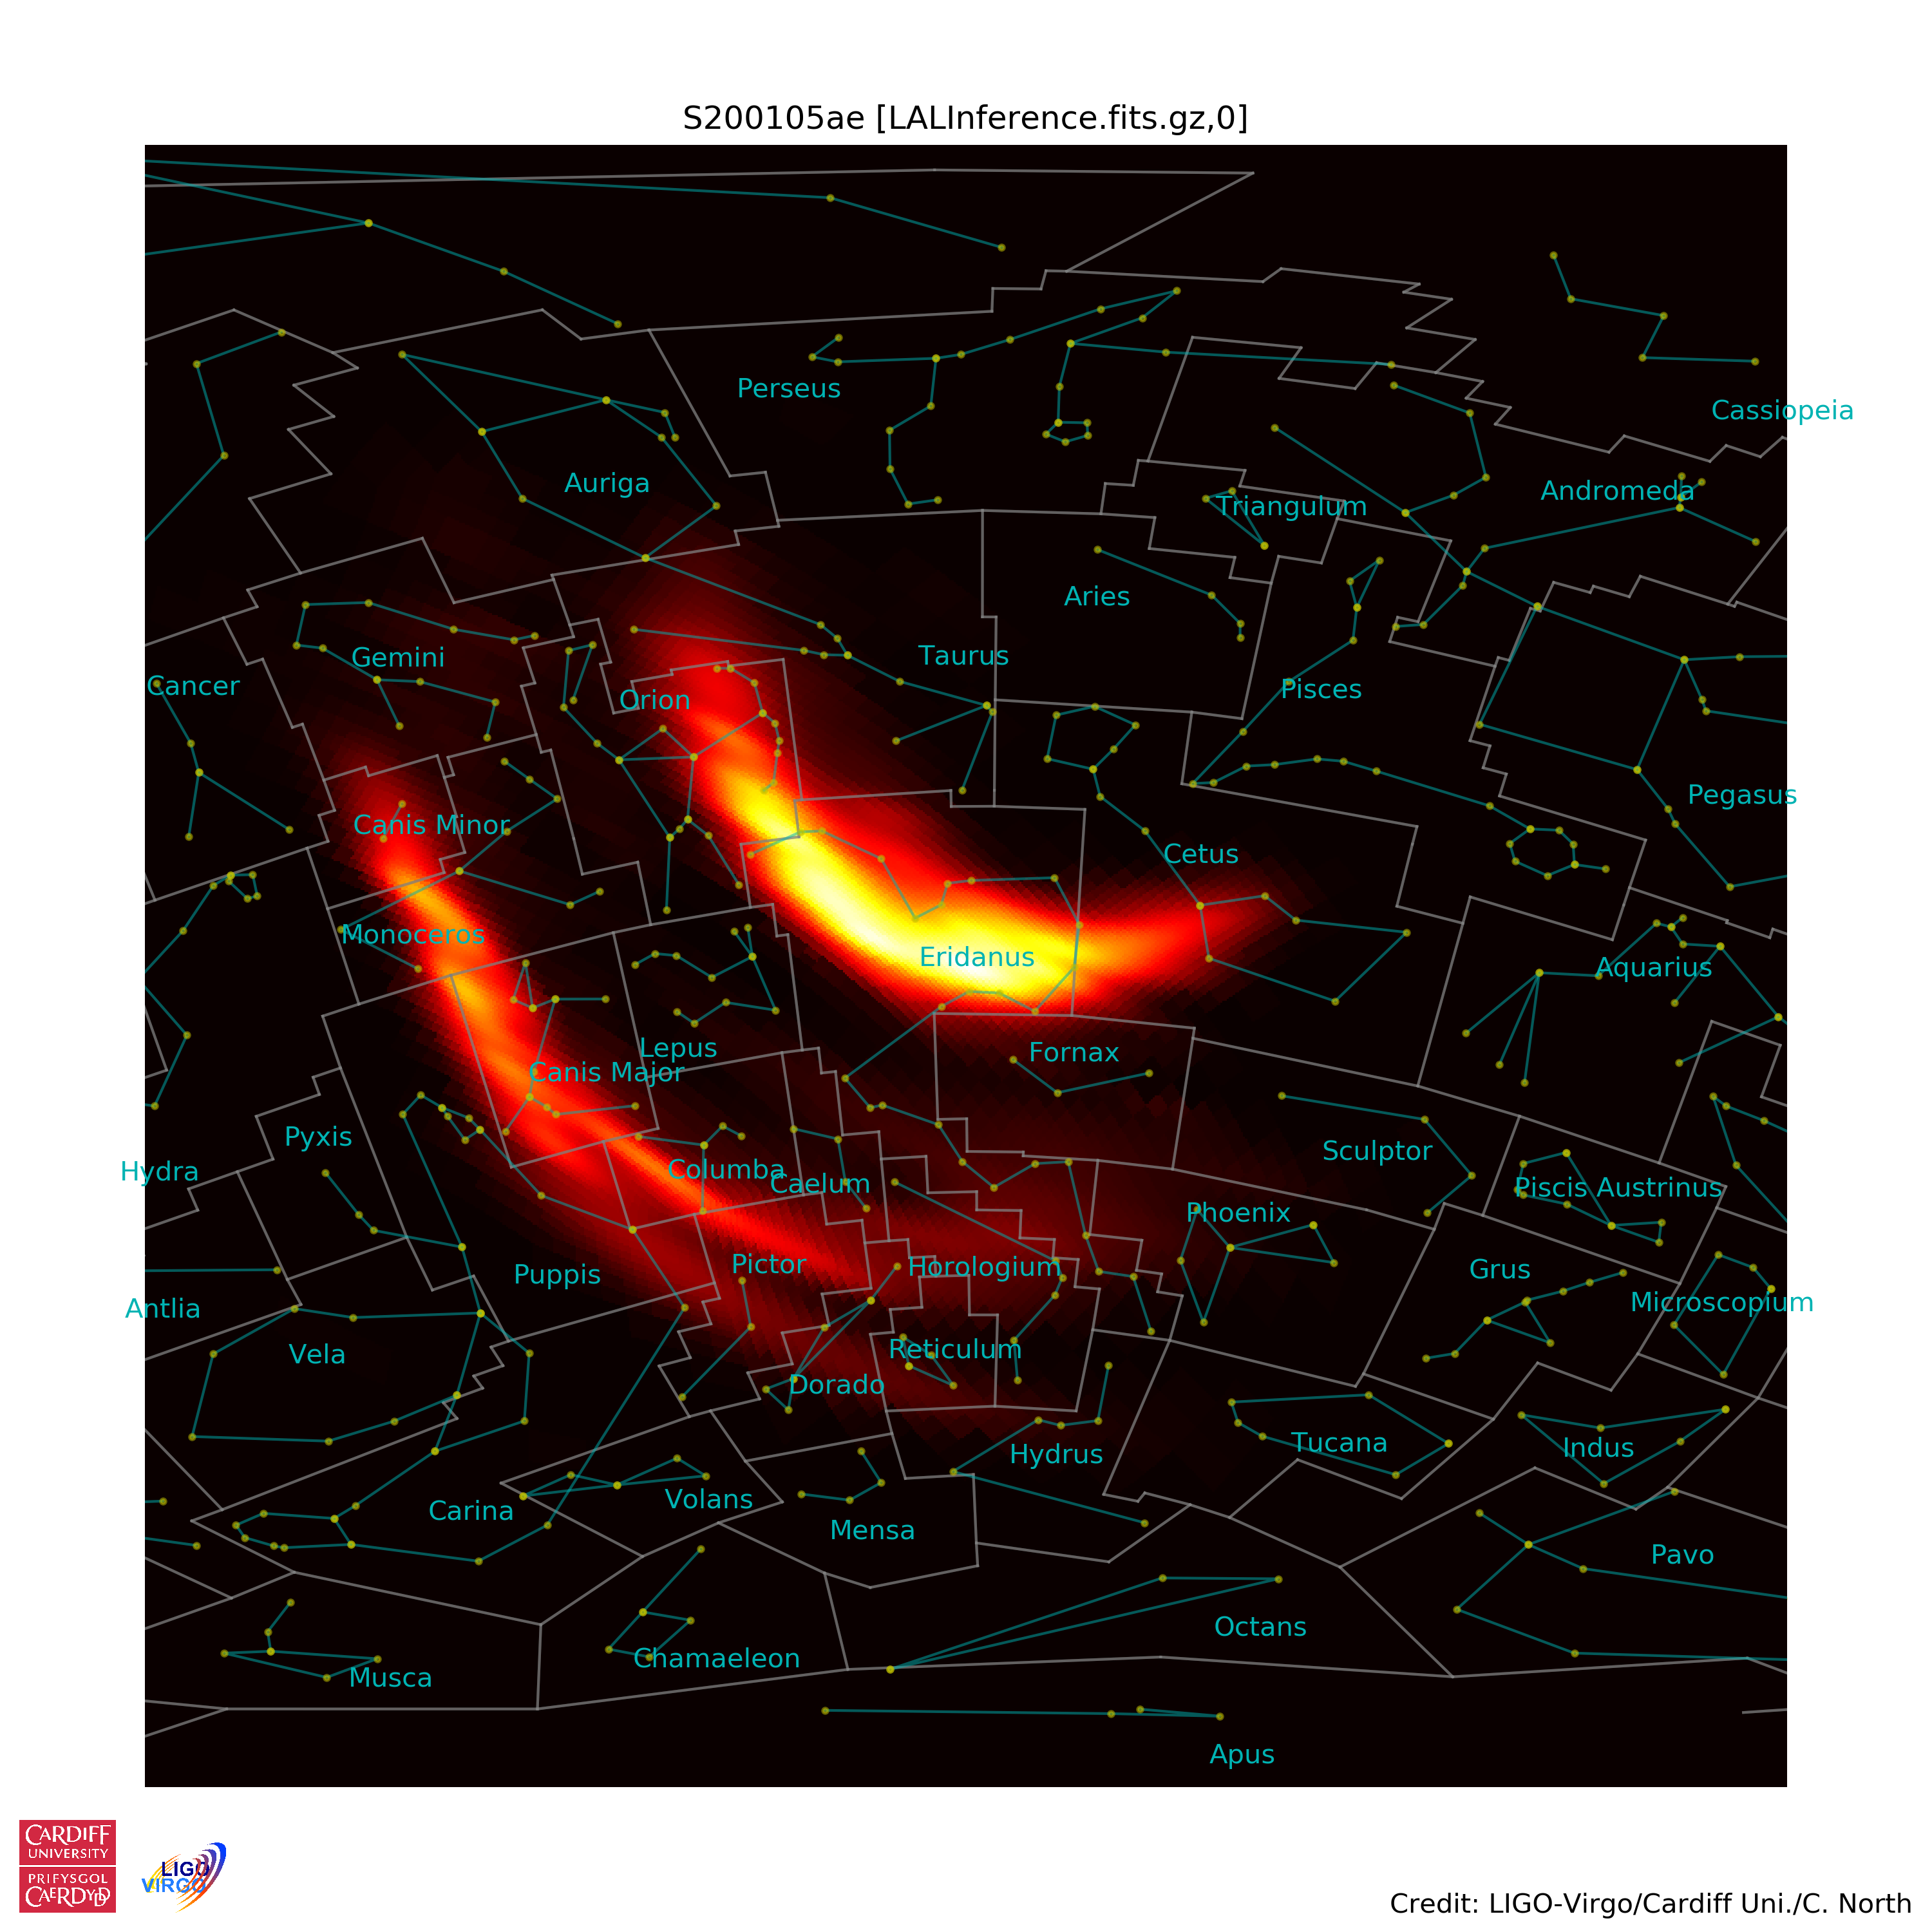 S200105ae [LALInference.fits.gz,0]
Perseus
Cassiopeia
Auriga
Triangulum
Andromeda
Aries
Gemini
Taurus
Cancer
Orion
Pisces
Pegasus
Canis Minor
Cetus
Monoceros
Eridanus
Aquarius
Lepus
Fornax
Canis Major
Pyxis
Sculptor
Hydra
Columba
Caelum
Piscis Austrinus
Phoenix
Puppis
Pictor
Horologium
Grus
Antlia
Microscopium
Vela
Reticulum
Dorado
Hydrus
Tucana
Indus
Carina
Volans
Mensa
Pavo
Octans
Chamaeleon
Musca
Apus
CARDIFF
UNIVERSITY
PRIFYSGOL
CAERDYDD
LIGO
VIRGO
Credit: LIGO-Virgo/Cardiff Uni./C. North